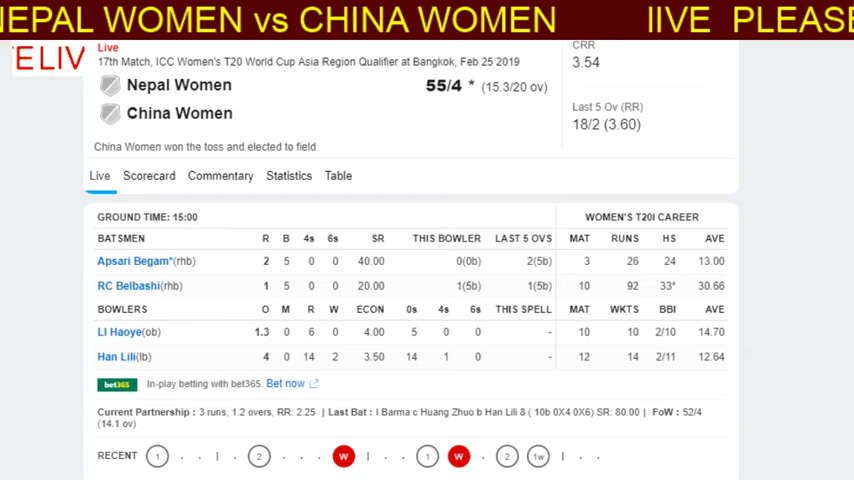 NEPAL WOMEN vs CHINA WOMEN IIVE PLEASE
E LIV
Live
17th Match, ICC Women's T20 World Cup Asia Region Qualifier at Bangkok, Feb 25 2019
Nepal Women 55/4 * (15.3/20 ov)
China Women
China Women won the toss and elected to field
CRR
3.54
Last 5 Ov (RR)
18/2 (3.60)
Live Scorecard Commentary Statistics Table
GROUND TIME: 15:00 WOMEN'S T20I CAREER
BATSMEN R B 4s 6s SR THIS BOWLER LAST 5 OVS MAT RUNS HS AVE
Apsari Begam*(rhb) 2 5 0 0 40.00 0(0b) 2(5b) 3 26 24 13.00
RC Belbashi(rhb) 1 5 0 0 20.00 1(5b) 1(5b) 10 92 33* 30.66
BOWLERS O M R W ECON 0s 4s 6s THIS SPELL MAT WKTS BBI AVE
LI Haoye(ob) 1.3 0 6 0 4.00 5 0 0 - 10 10 2/10 14.70
Han Lili(lb) 4 0 14 2 3.50 14 1 0 - 12 14 2/11 12.64
bet365 In-play betting with bet365. Bet now
Current Partnership : 3 runs, 1.2 overs, RR: 2.25 | Last Bat : I Barma c Huang Zhuo b Han Lili 8 ( 10b 0X4 0X6) SR: 80.00 | FoW : 52/4
(14.1 ov)
RECENT 1 . . | . 2 . . . W | . . 1 W . 2 1w | . .